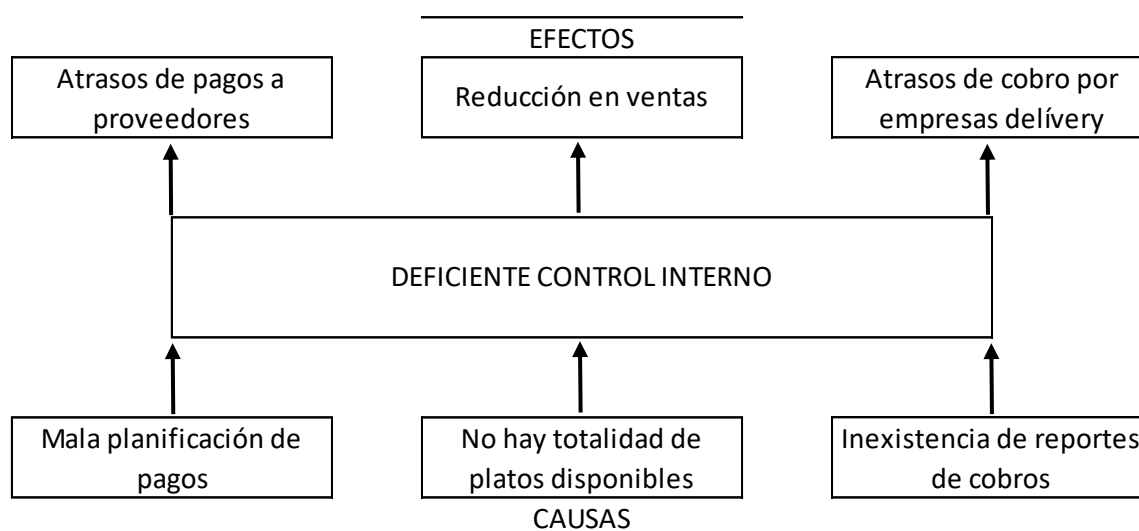 EFECTOS
Atrasos de pagos a
proveedores
Reducción en ventas
Atrasos de cobro por
empresas delívery
DEFICIENTE CONTROL INTERNO
Mala planificación de
pagos
No hay totalidad de
platos disponibles
Inexistencia de reportes
de cobros
CAUSAS